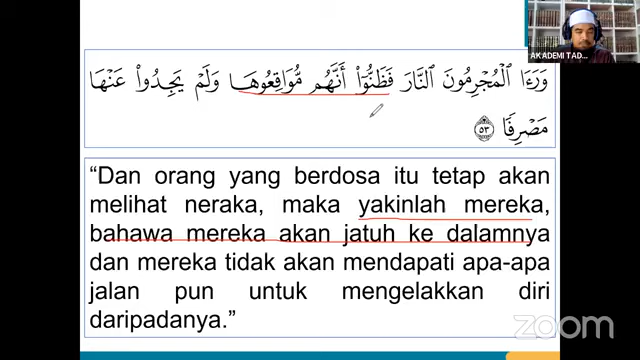 AKADEMI TAD...
وَرَءَا ٱلْمُجْرِمُونَ ٱلنَّارَ فَظَنُّوٓا۟ أَنَّهُم مُّوَاقِعُوهَا وَلَمْ يَجِدُوا۟ عَنْهَا
مَصْرِفًا ٥٣
“Dan orang yang berdosa itu tetap akan
melihat neraka, maka yakinlah mereka,
bahawa mereka akan jatuh ke dalamnya
dan mereka tidak akan mendapati apa-apa
jalan pun untuk mengelakkan diri
daripadanya.”
zoom